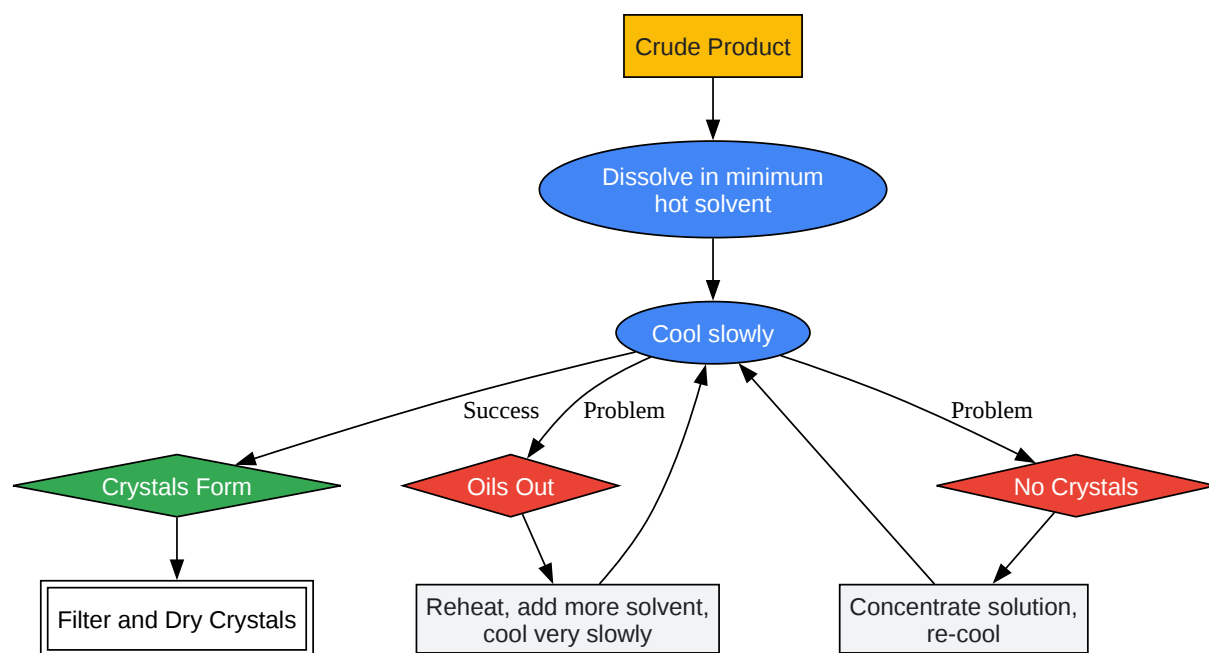 Crude Product
Dissolve in minimum
hot solvent
Cool slowly
Success
Problem
Problem
Crystals Form
Oils Out
No Crystals
Filter and Dry Crystals
Reheat, add more solvent,
cool very slowly
Concentrate solution,
re-cool